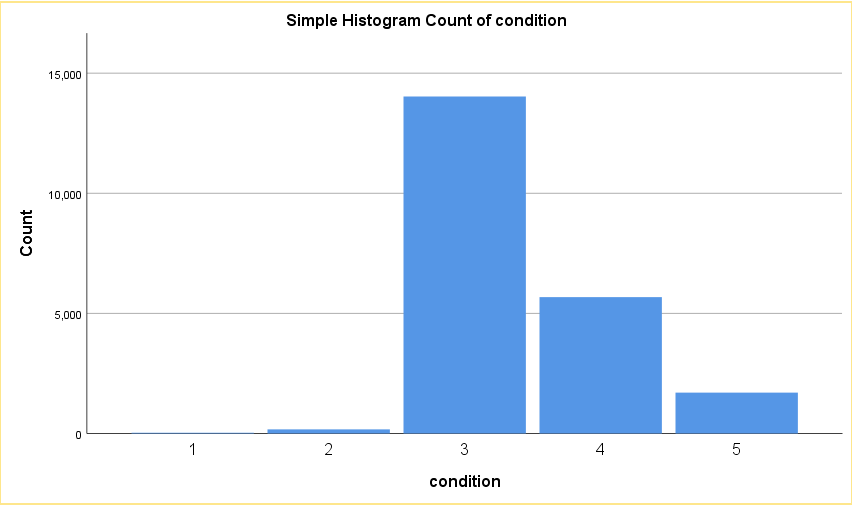 Simple Histogram Count of condition
15,000
10,000
5,000
0
Count
1 2 3 4 5
condition